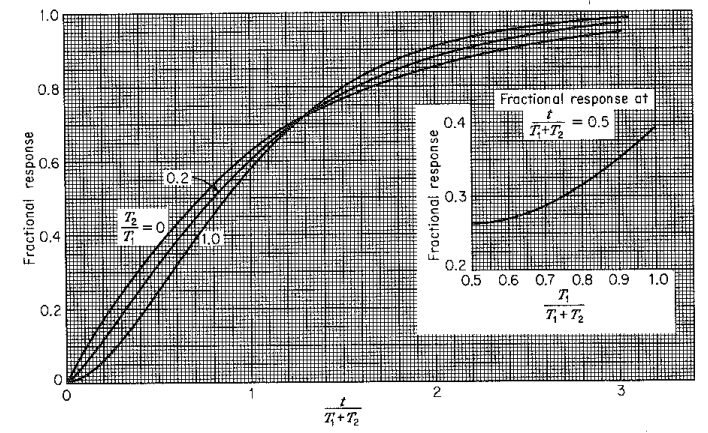 1.0
0.8
0.6
0.4
0.2
0
Fractional response
0.2
T₂/T₁ = 0
1.0
0 1 2 3
t/(T₁+T₂)
Fractional response at
t/(T₁+T₂) = 0.5
0.4
0.3
0.2
Fractional response
0.5 0.6 0.7 0.8 0.9 1.0
T₁/(T₁+T₂)